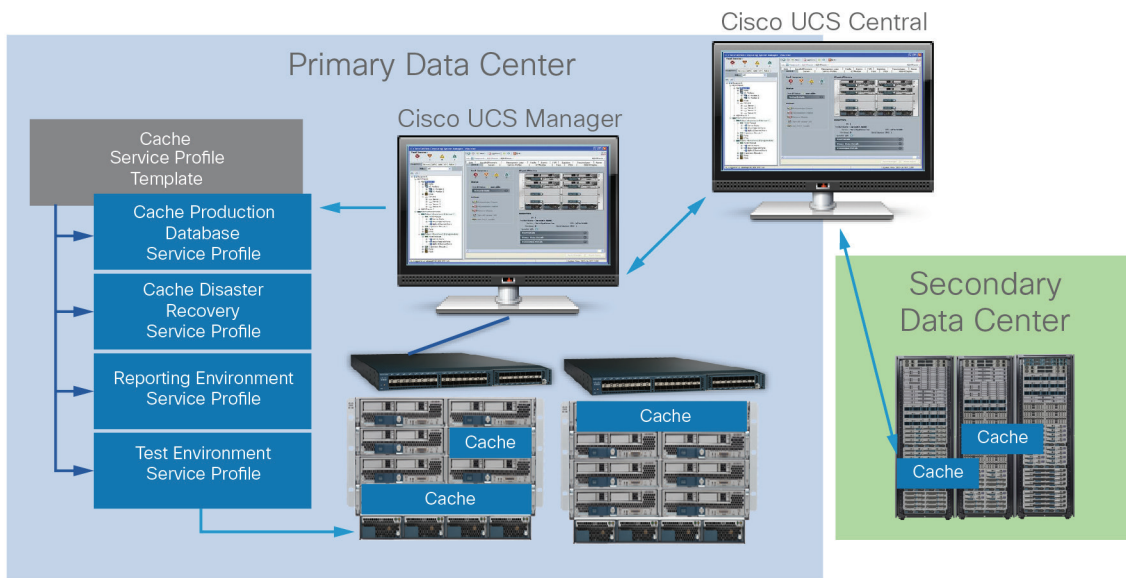 Cisco UCS Central
Primary Data Center
Cisco UCS Manager
Cache
Service Profile
Template
Cache Production
Database
Service Profile
Cache Disaster
Recovery
Service Profile
Reporting Environment
Service Profile
Test Environment
Service Profile
Cache
Cache
Cache
Secondary
Data Center
Cache
Cache